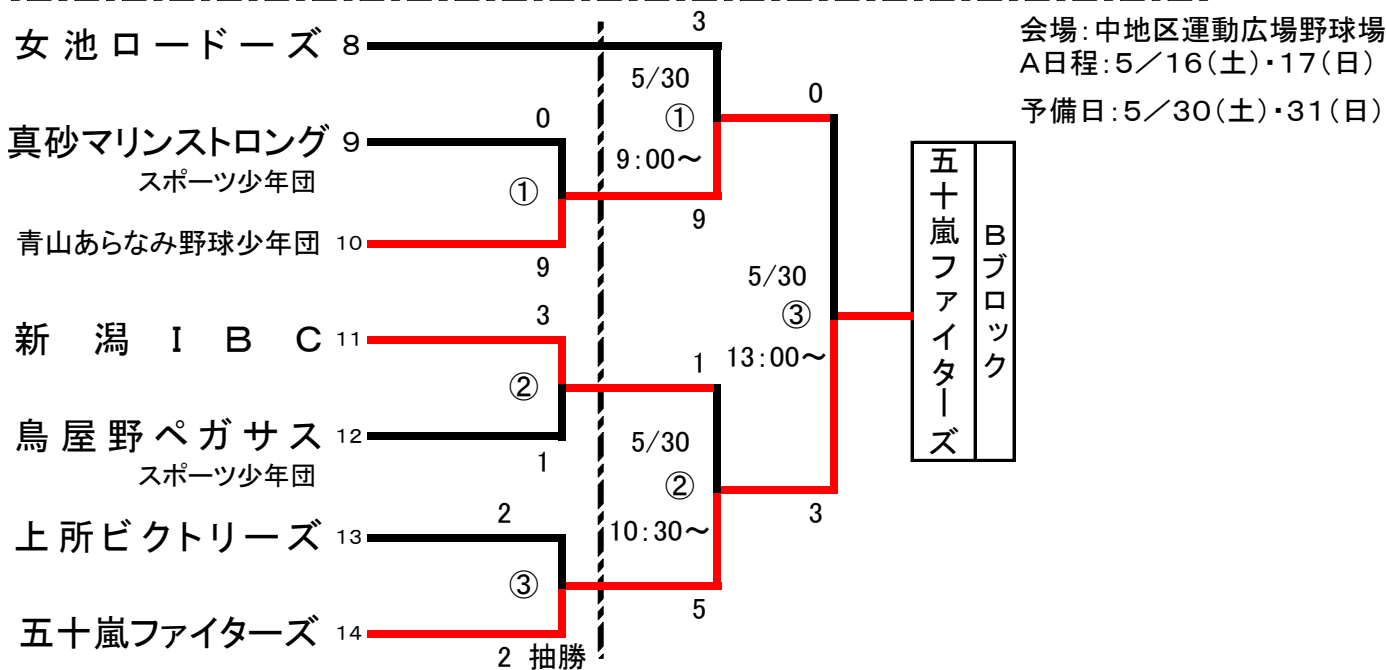 女池ロードーズ 8
3
会場:中地区運動広場野球場
A日程:5/16(土)・17(日)
予備日:5/30(土)・31(日)
5/30
①
9:00~
0
真砂マリンストロング 9
スポーツ少年団
0
①
9
青山あらなみ野球少年団 10
9
5/30
③
13:00~
五十嵐ファイターズ
Bブロック
新潟IBC 11
3
②
1
鳥屋野ペガサス 12
スポーツ少年団
1
5/30
②
10:30~
3
上所ビクトリーズ 13
2
③
5
五十嵐ファイターズ 14
2 抽勝